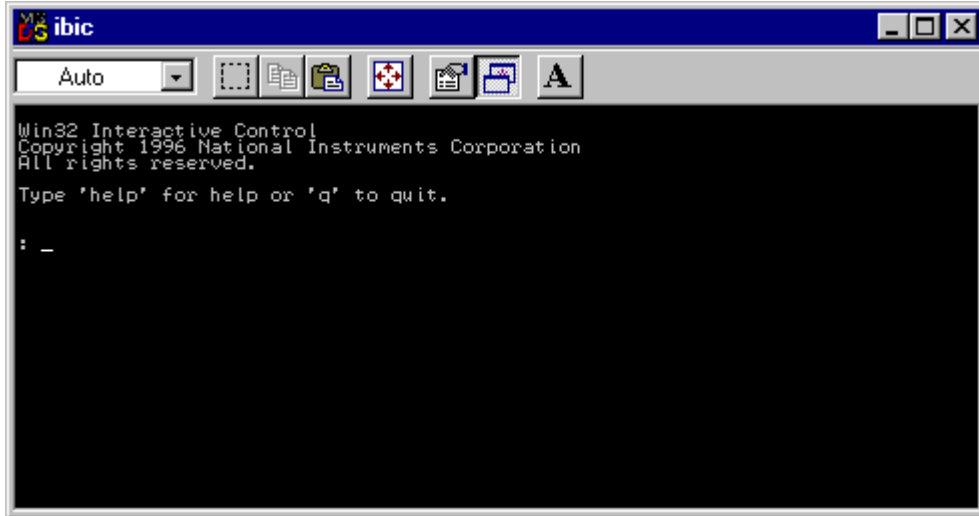 ibic
Auto
A
Win32 Interactive Control
Copyright 1996 National Instruments Corporation
All rights reserved.
Type 'help' for help or 'q' to quit.
: _